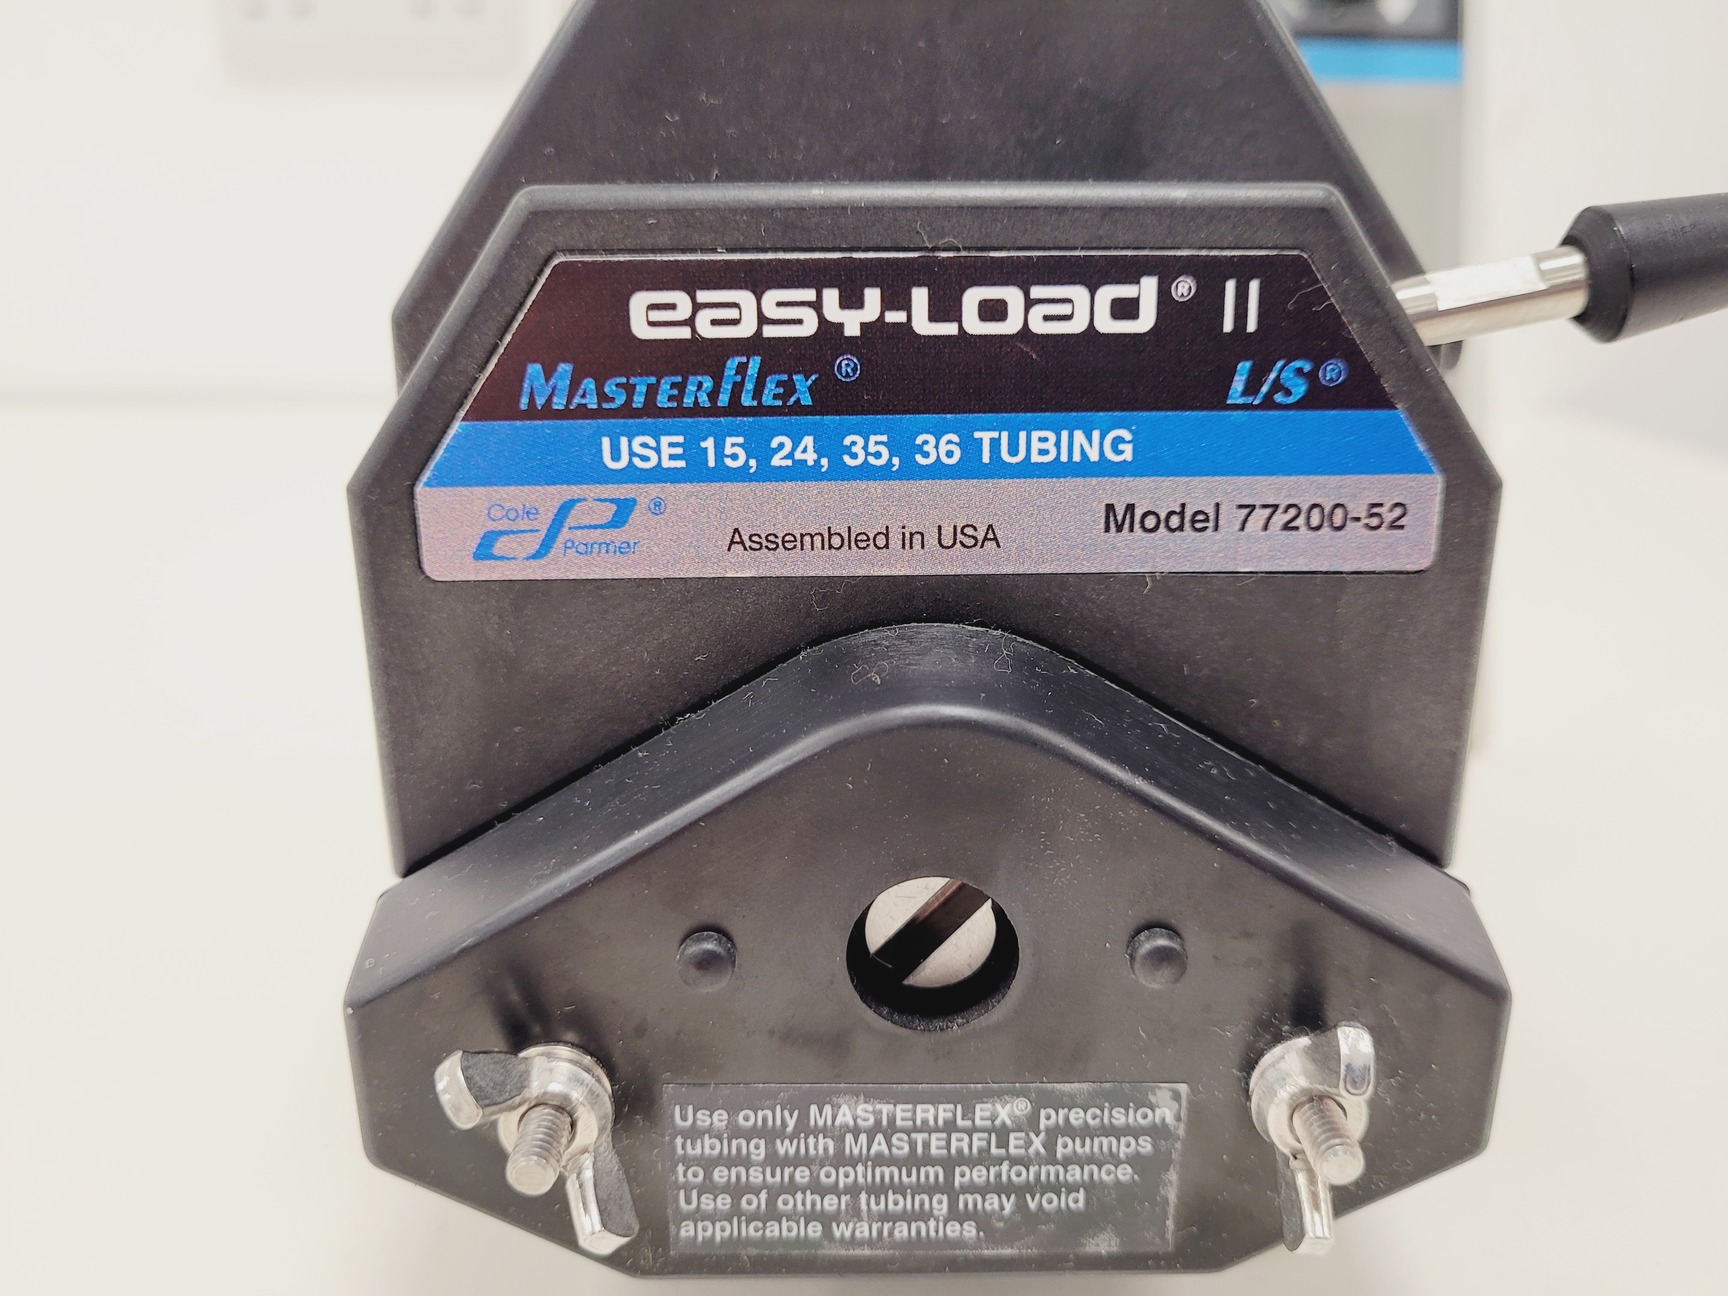 easy-Load® II
MASTERFLEX® L/S®
USE 15, 24, 35, 36 TUBING
Cole Parmer®
Assembled in USA
Model 77200-52
Use only MASTERFLEX® precision
tubing with MASTERFLEX pumps
to ensure optimum performance.
Use of other tubing may void
applicable warranties.